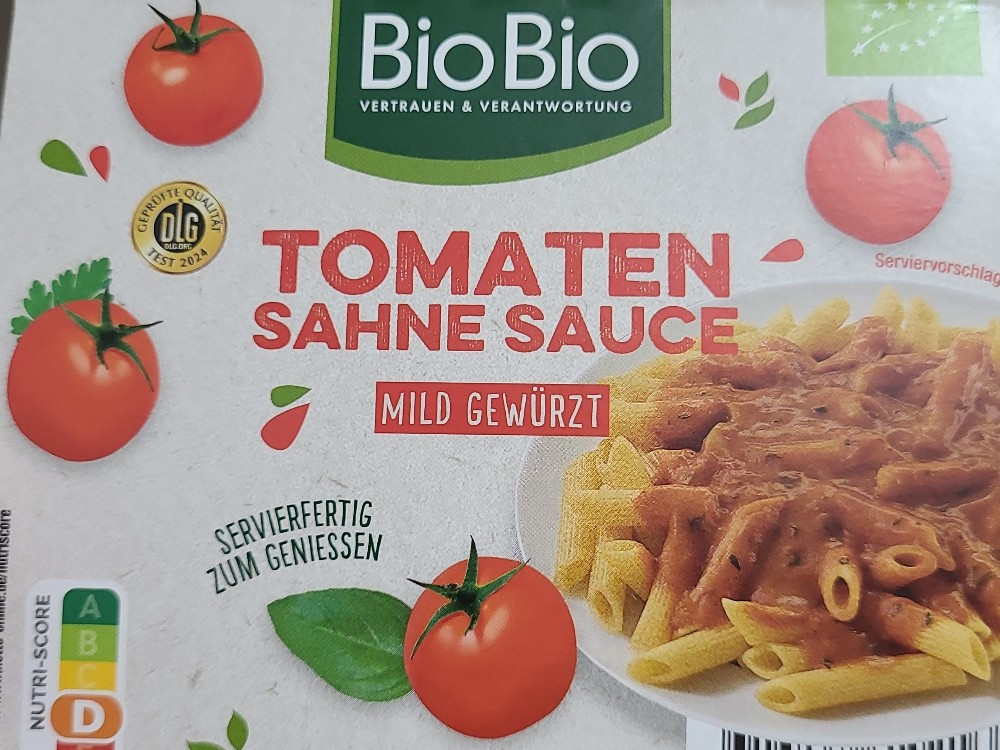 BioBio
VERTRAUEN & VERANTWORTUNG
GEPRÜFTE QUALITÄT
DLG
DLG.ORG
TEST 2024
TOMATEN
SAHNE SAUCE
Serviervorschlag
MILD GEWÜRZT
SERVIERFERTIG
ZUM GENIESSEN
NUTRI-SCORE
A
B
C
D